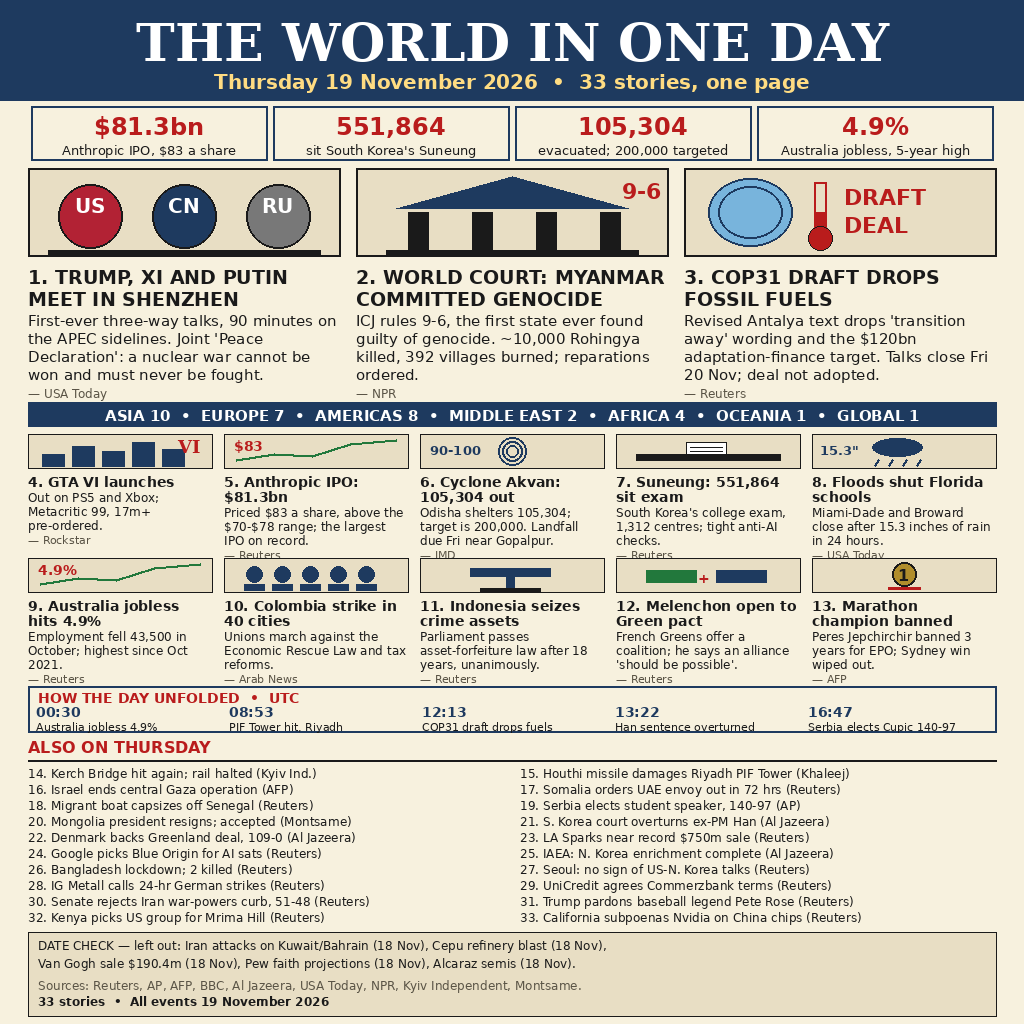 THE WORLD IN ONE DAY
Thursday 19 November 2026 • 33 stories, one page
$81.3bn
Anthropic IPO, $83 a share
551,864
sit South Korea's Suneung
105,304
evacuated; 200,000 targeted
4.9%
Australia jobless, 5-year high
US
CN
RU
9-6
DRAFT
DEAL
1. TRUMP, XI AND PUTIN
MEET IN SHENZHEN
First-ever three-way talks, 90 minutes on
the APEC sidelines. Joint 'Peace
Declaration': a nuclear war cannot be
won and must never be fought.
— USA Today
2. WORLD COURT: MYANMAR
COMMITTED GENOCIDE
ICJ rules 9-6, the first state ever found
guilty of genocide. ~10,000 Rohingya
killed, 392 villages burned; reparations
ordered.
— NPR
3. COP31 DRAFT DROPS
FOSSIL FUELS
Revised Antalya text drops 'transition
away' wording and the $120bn
adaptation-finance target. Talks close Fri
20 Nov; deal not adopted.
— Reuters
ASIA 10 • EUROPE 7 • AMERICAS 8 • MIDDLE EAST 2 • AFRICA 4 • OCEANIA 1 • GLOBAL 1
VI
4. GTA VI launches
Out on PS5 and Xbox;
Metacritic 99, 17m+
pre-ordered.
— Rockstar
$83
5. Anthropic IPO:
$81.3bn
Priced $83 a share, above the
$70-$78 range; the largest
IPO on record.
— Reuters
90-100
6. Cyclone Akvan:
105,304 out
Odisha shelters 105,304;
target is 200,000. Landfall
due Fri near Gopalpur.
— IMD
7. Suneung: 551,864
sit exam
South Korea's college exam,
1,312 centres; tight anti-AI
checks.
— Reuters
15.3"
8. Floods shut Florida
schools
Miami-Dade and Broward
close after 15.3 inches of rain
in 24 hours.
— USA Today
4.9%
9. Australia jobless
hits 4.9%
Employment fell 43,500 in
October; highest since Oct
2021.
— Reuters
10. Colombia strike in
40 cities
Unions march against the
Economic Rescue Law and tax
reforms.
— Arab News
11. Indonesia seizes
crime assets
Parliament passes
asset-forfeiture law after 18
years, unanimously.
— Reuters
+
12. Melenchon open to
Green pact
French Greens offer a
coalition; he says an alliance
'should be possible'.
— Reuters
1
13. Marathon
champion banned
Peres Jepchirchir banned 3
years for EPO; Sydney win
wiped out.
— AFP
HOW THE DAY UNFOLDED • UTC
00:30
Australia jobless 4.9%
08:53
PIF Tower hit, Riyadh
12:13
COP31 draft drops fuels
13:22
Han sentence overturned
16:47
Serbia elects Cupic 140-97
ALSO ON THURSDAY
14. Kerch Bridge hit again; rail halted (Kyiv Ind.)
15. Houthi missile damages Riyadh PIF Tower (Khaleej)
16. Israel ends central Gaza operation (AFP)
17. Somalia orders UAE envoy out in 72 hrs (Reuters)
18. Migrant boat capsizes off Senegal (Reuters)
19. Serbia elects student speaker, 140-97 (AP)
20. Mongolia president resigns; accepted (Montsame)
21. S. Korea court overturns ex-PM Han (Al Jazeera)
22. Denmark backs Greenland deal, 109-0 (Al Jazeera)
23. LA Sparks near record $750m sale (Reuters)
24. Google picks Blue Origin for AI sats (Reuters)
25. IAEA: N. Korea enrichment complete (Al Jazeera)
26. Bangladesh lockdown; 2 killed (Reuters)
27. Seoul: no sign of US-N. Korea talks (Reuters)
28. IG Metall calls 24-hr German strikes (Reuters)
29. UniCredit agrees Commerzbank terms (Reuters)
30. Senate rejects Iran war-powers curb, 51-48 (Reuters)
31. Trump pardons baseball legend Pete Rose (Reuters)
32. Kenya picks US group for Mrima Hill (Reuters)
33. California subpoenas Nvidia on China chips (Reuters)
DATE CHECK — left out: Iran attacks on Kuwait/Bahrain (18 Nov), Cepu refinery blast (18 Nov),
Van Gogh sale $190.4m (18 Nov), Pew faith projections (18 Nov), Alcaraz semis (18 Nov).
Sources: Reuters, AP, AFP, BBC, Al Jazeera, USA Today, NPR, Kyiv Independent, Montsame.
33 stories • All events 19 November 2026